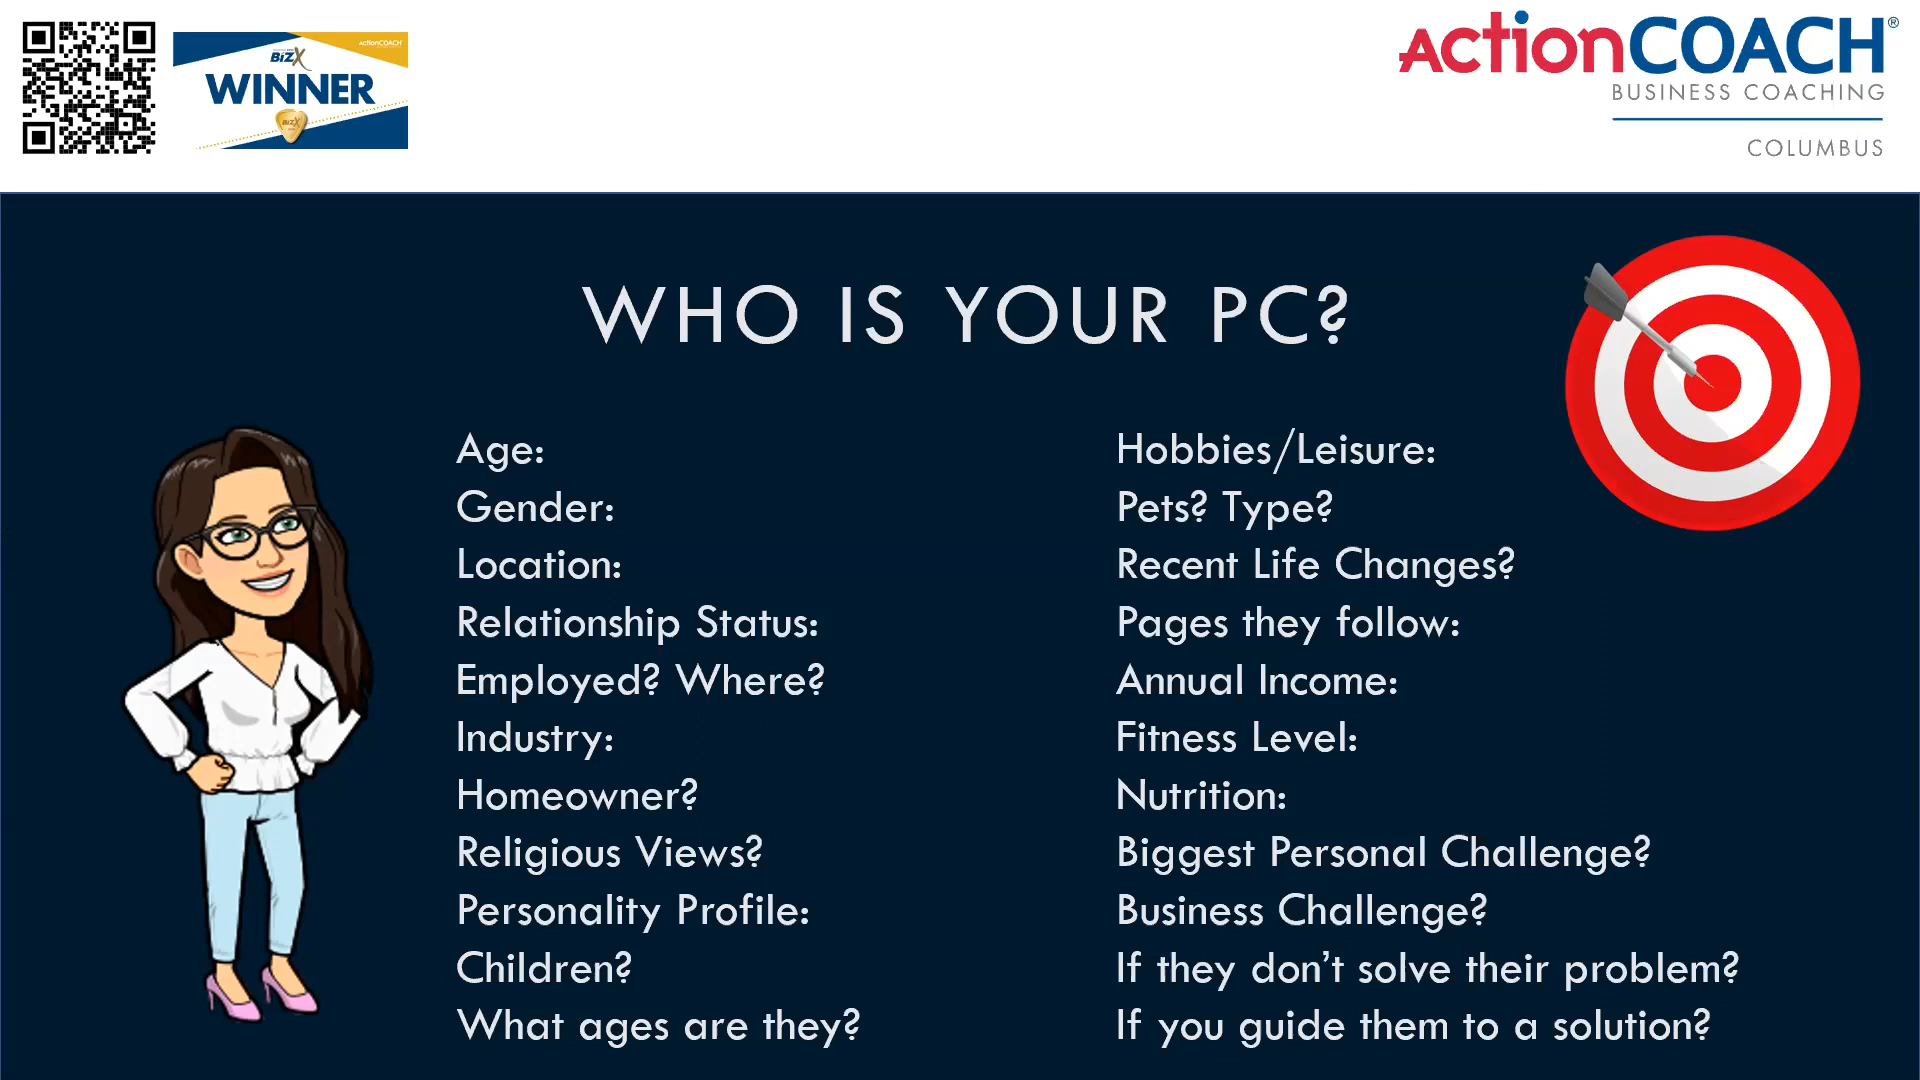 actionCOACH
BizX
WINNER
BizX
actionCOACH®
BUSINESS COACHING
COLUMBUS
WHO IS YOUR PC?
Age:
Gender:
Location:
Relationship Status:
Employed? Where?
Industry:
Homeowner?
Religious Views?
Personality Profile:
Children?
What ages are they?
Hobbies/Leisure:
Pets? Type?
Recent Life Changes?
Pages they follow:
Annual Income:
Fitness Level:
Nutrition:
Biggest Personal Challenge?
Business Challenge?
If they don’t solve their problem?
If you guide them to a solution?